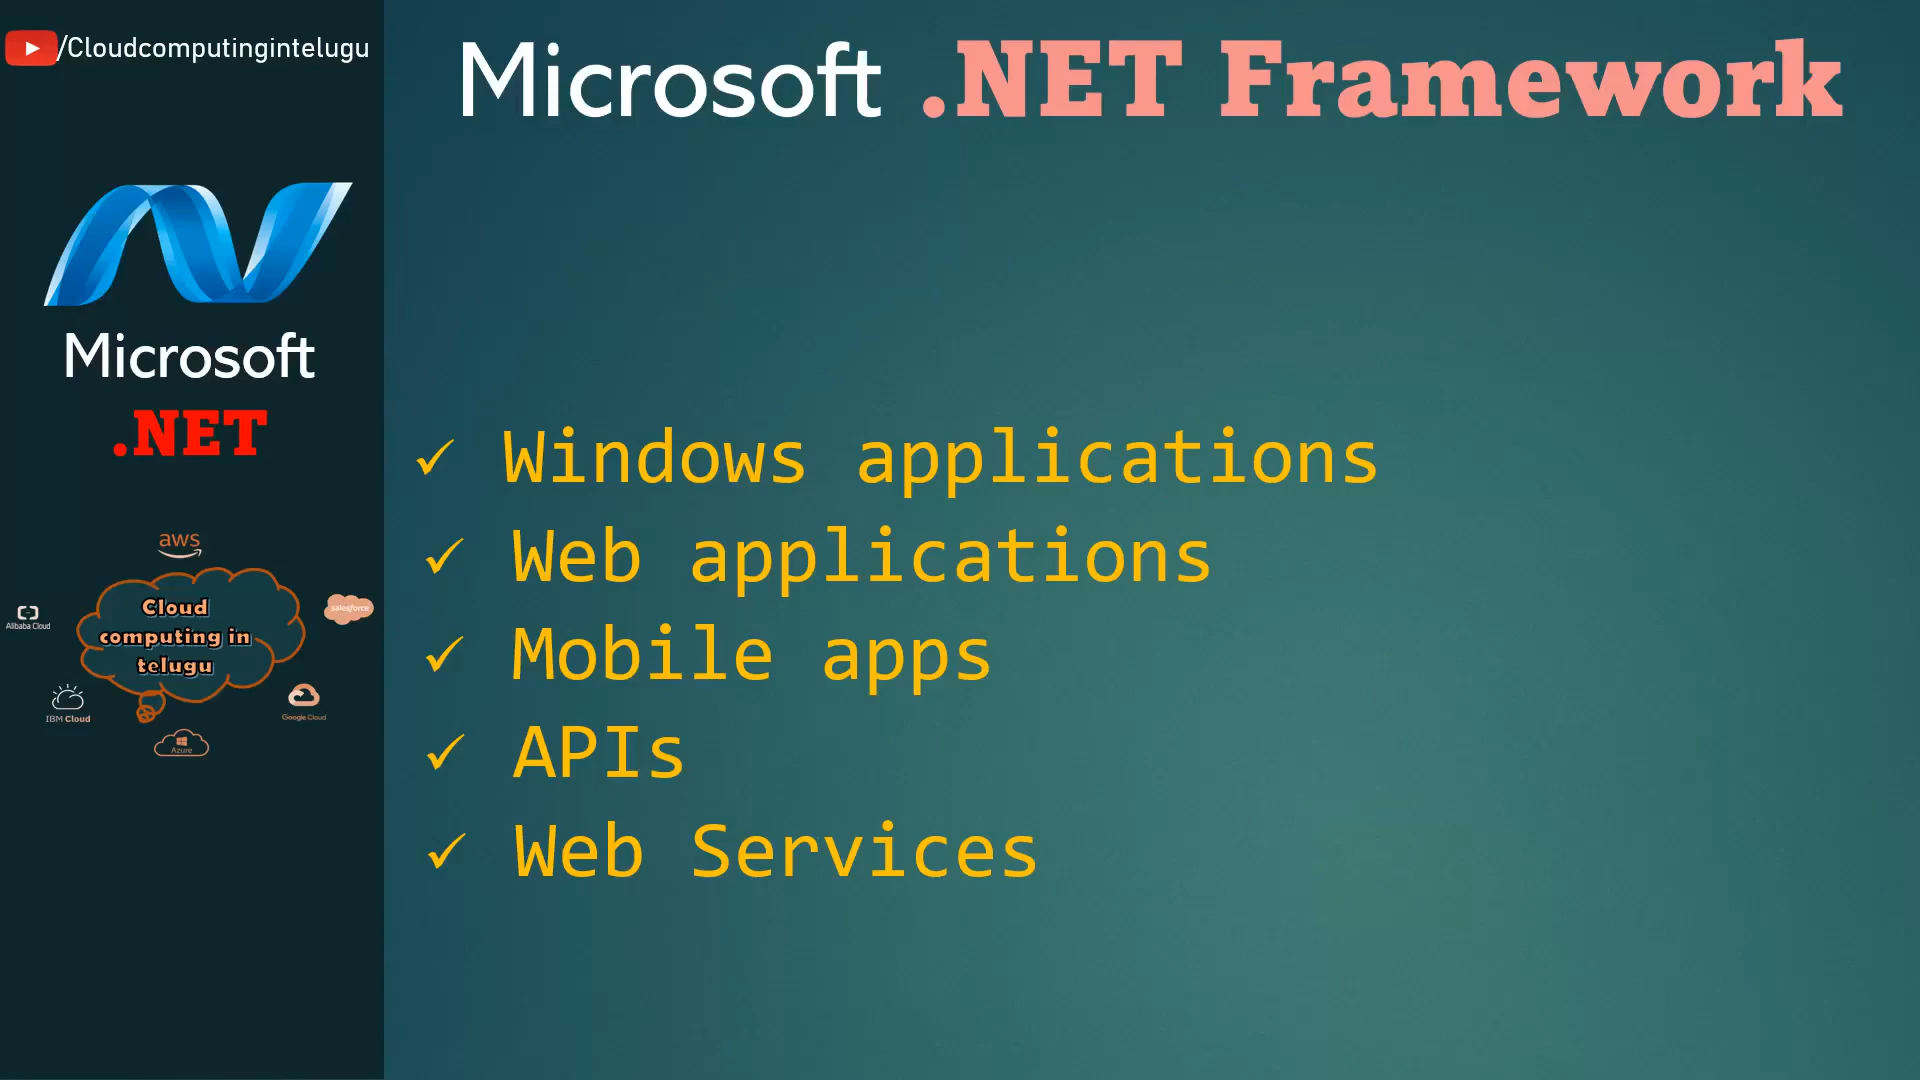 /Cloudcomputingintelugu
Microsoft .NET Framework
Microsoft
.NET
aws
Alibaba Cloud
Cloud
computing in
telugu
salesforce
IBM Cloud
Google Cloud
Azure
✓ Windows applications
✓ Web applications
✓ Mobile apps
✓ APIs
✓ Web Services